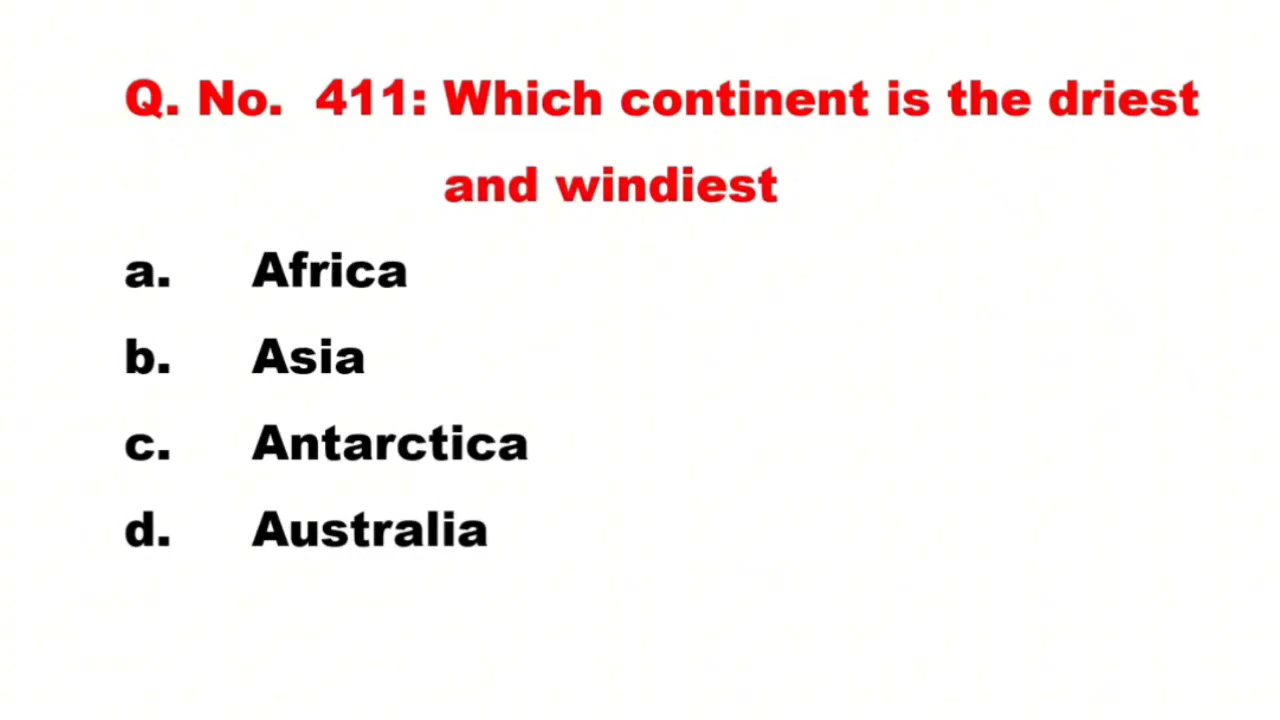 Q. No. 411: Which continent is the driest
and windiest
a. Africa
b. Asia
c. Antarctica
d. Australia